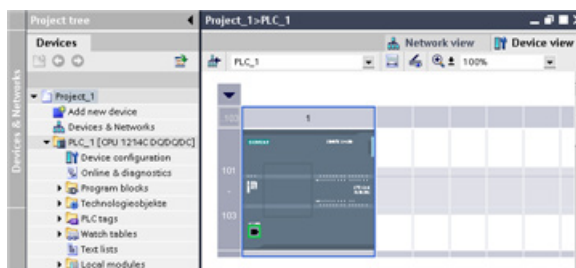 Project tree
Project_1>PLC_1
Devices
Network view
Device view
PLC_1
100%
Devices & Networks
Project_1
Add new device
Devices & Networks
PLC_1 [CPU 1214C DC/DC/DC]
Device configuration
Online & diagnostics
Program blocks
Technologieobjekte
PLC tags
Watch tables
Text lists
Local modules
103
1
101
103